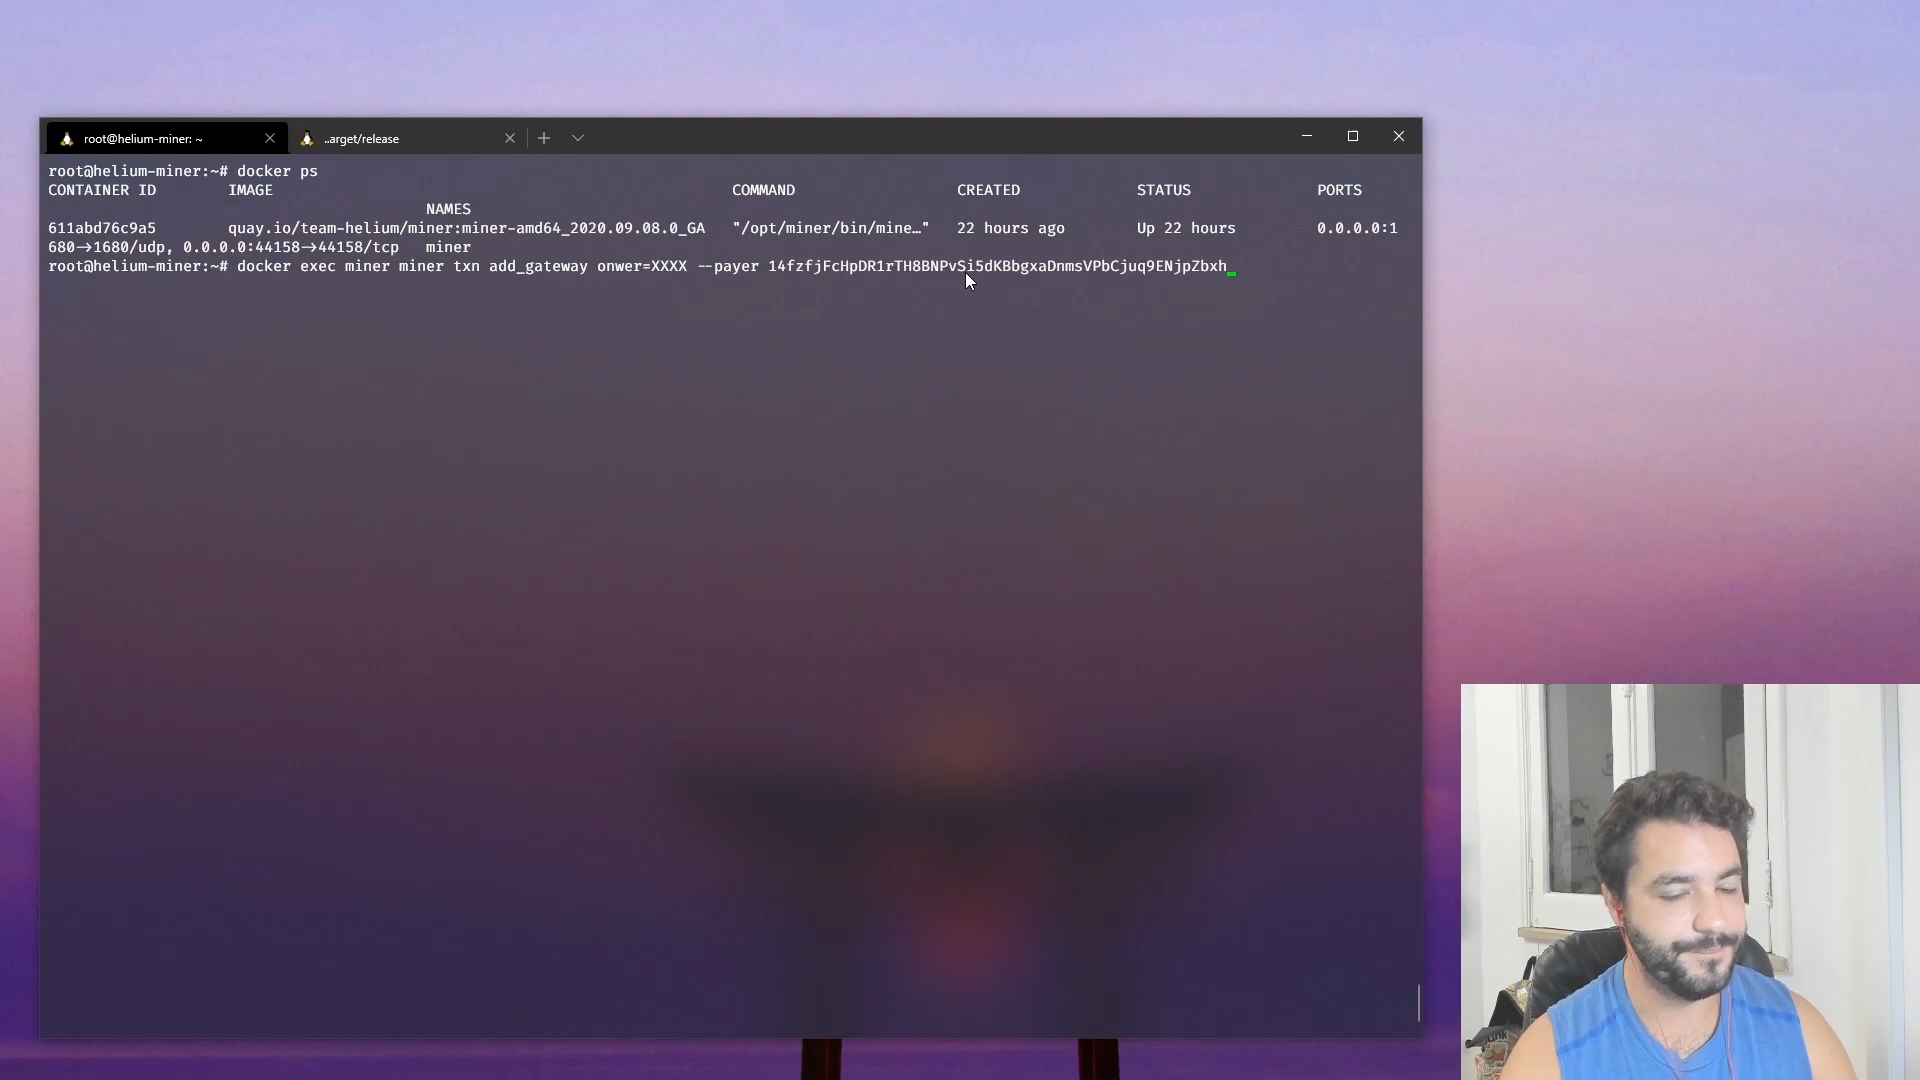 root@helium-miner: ~
..arget/release
root@helium-miner:~# docker ps
CONTAINER ID IMAGE COMMAND CREATED STATUS PORTS
NAMES
611abd76c9a5 quay.io/team-helium/miner:miner-amd64_2020.09.08.0_GA "/opt/miner/bin/mine…" 22 hours ago Up 22 hours 0.0.0.0:1
680->1680/udp, 0.0.0.0:44158->44158/tcp miner
root@helium-miner:~# docker exec miner miner txn add_gateway onwer=XXXX --payer 14fzfjFcHpDR1rTH8BNPvSi5dKBbgxaDnmsVPbCjuq9ENjpZbxh